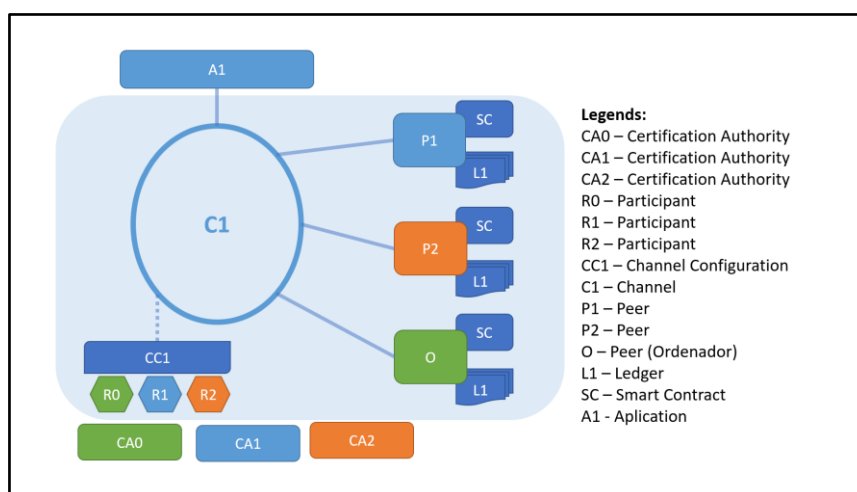 A1
SC
P1
L1
C1
SC
P2
L1
SC
O
L1
CC1
R0
R1
R2
CA0
CA1
CA2
Legends:
CA0 – Certification Authority
CA1 – Certification Authority
CA2 – Certification Authority
R0 – Participant
R1 – Participant
R2 – Participant
CC1 – Channel Configuration
C1 – Channel
P1 – Peer
P2 – Peer
O – Peer (Ordenador)
L1 – Ledger
SC – Smart Contract
A1 - Aplication